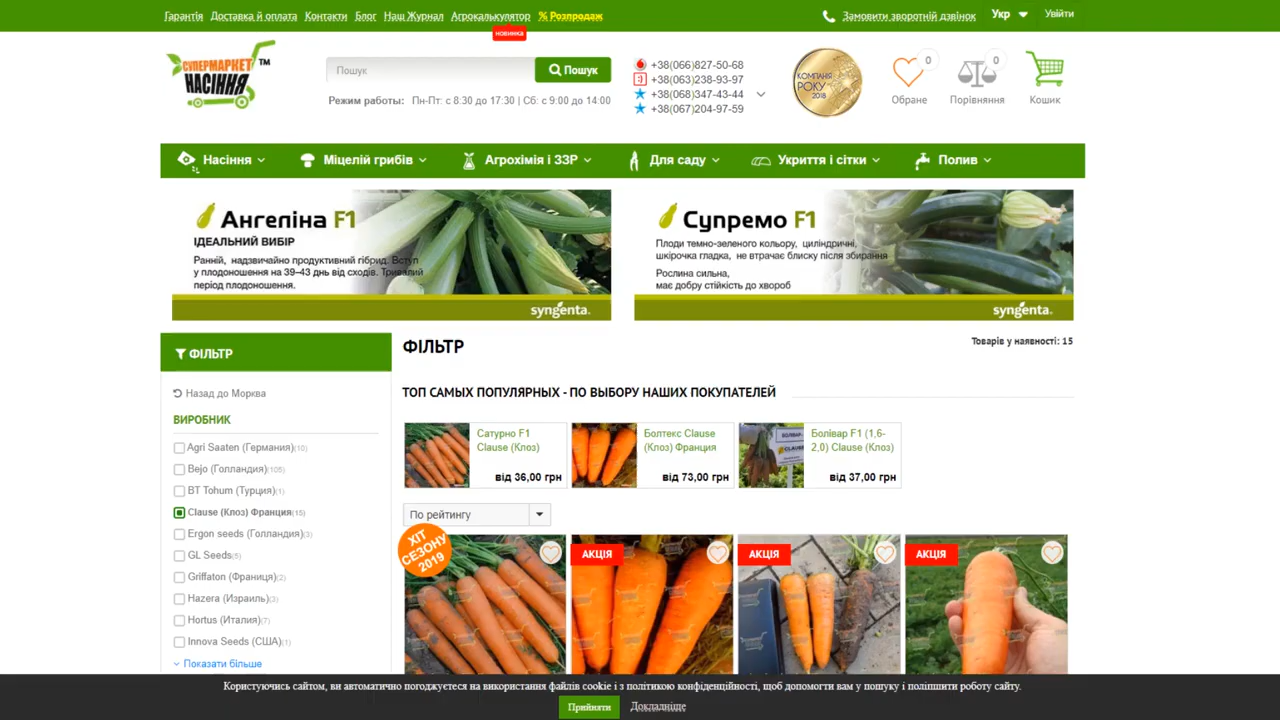 Гарантія Доставка й оплата Контакти Блог Наш Журнал Агрокалькулятор % Розпродаж Замовити зворотній дзвінок Укр Увійти
новинка
СУПЕРМАРКЕТ НАСІННЯ ™
Пошук Пошук
Режим работы: Пн-Пт: с 8:30 до 17:30 | Сб: с 9:00 до 14:00
+38(066)827-50-68
+38(063)238-93-97
+38(068)347-43-44
+38(067)204-97-59
КОМПАНІЯ
РОКУ
2018
0 0
Обране Порівняння Кошик
Насіння Міцелій грибів Агрохімія і ЗЗР Для саду Укриття і сітки Полив
Ангеліна F1
ІДЕАЛЬНИЙ ВИБІР
Ранній, надзвичайно продуктивний гібрид. Вступ
у плодоношення на 39–43 днь від сходів. Тривалий
період плодоношення.
syngenta.
Супремо F1
Плоди темно-зеленого кольору, циліндричні,
шкірочка гладка, не втрачає блиску після збирання
Рослина сильна,
має добру стійкість до хвороб
syngenta.
ФІЛЬТР
Назад до Морква
ВИРОБНИК
Agri Saaten (Германия)(10)
Bejo (Голландия)(105)
BT Tohum (Турция)(1)
Clause (Клоз) Франция(15)
Ergon seeds (Голландия)(3)
GL Seeds(5)
Griffaton (Франция)(2)
Hazera (Израиль)(3)
Hortus (Италия)(7)
Innova Seeds (США)(1)
Показати більше
ФІЛЬТР
Товарів у наявності: 15
ТОП САМЫХ ПОПУЛЯРНЫХ - ПО ВЫБОРУ НАШИХ ПОКУПАТЕЛЕЙ
Сатурно F1
Clause (Клоз)
від 36,00 грн
Болтекс Clause
(Клоз) Франция
від 73,00 грн
Болівар F1 (1,6-
2,0) Clause (Клоз)
від 37,00 грн
По рейтингу
ХІТ
СЕЗОНУ
2019
АКЦІЯ АКЦІЯ АКЦІЯ
Користуючись сайтом, ви автоматично погоджуєтеся на використання файлів cookie і з політикою конфіденційності, щоб допомогти вам у пошуку і поліпшити роботу сайту.
Прийняти Докладніще